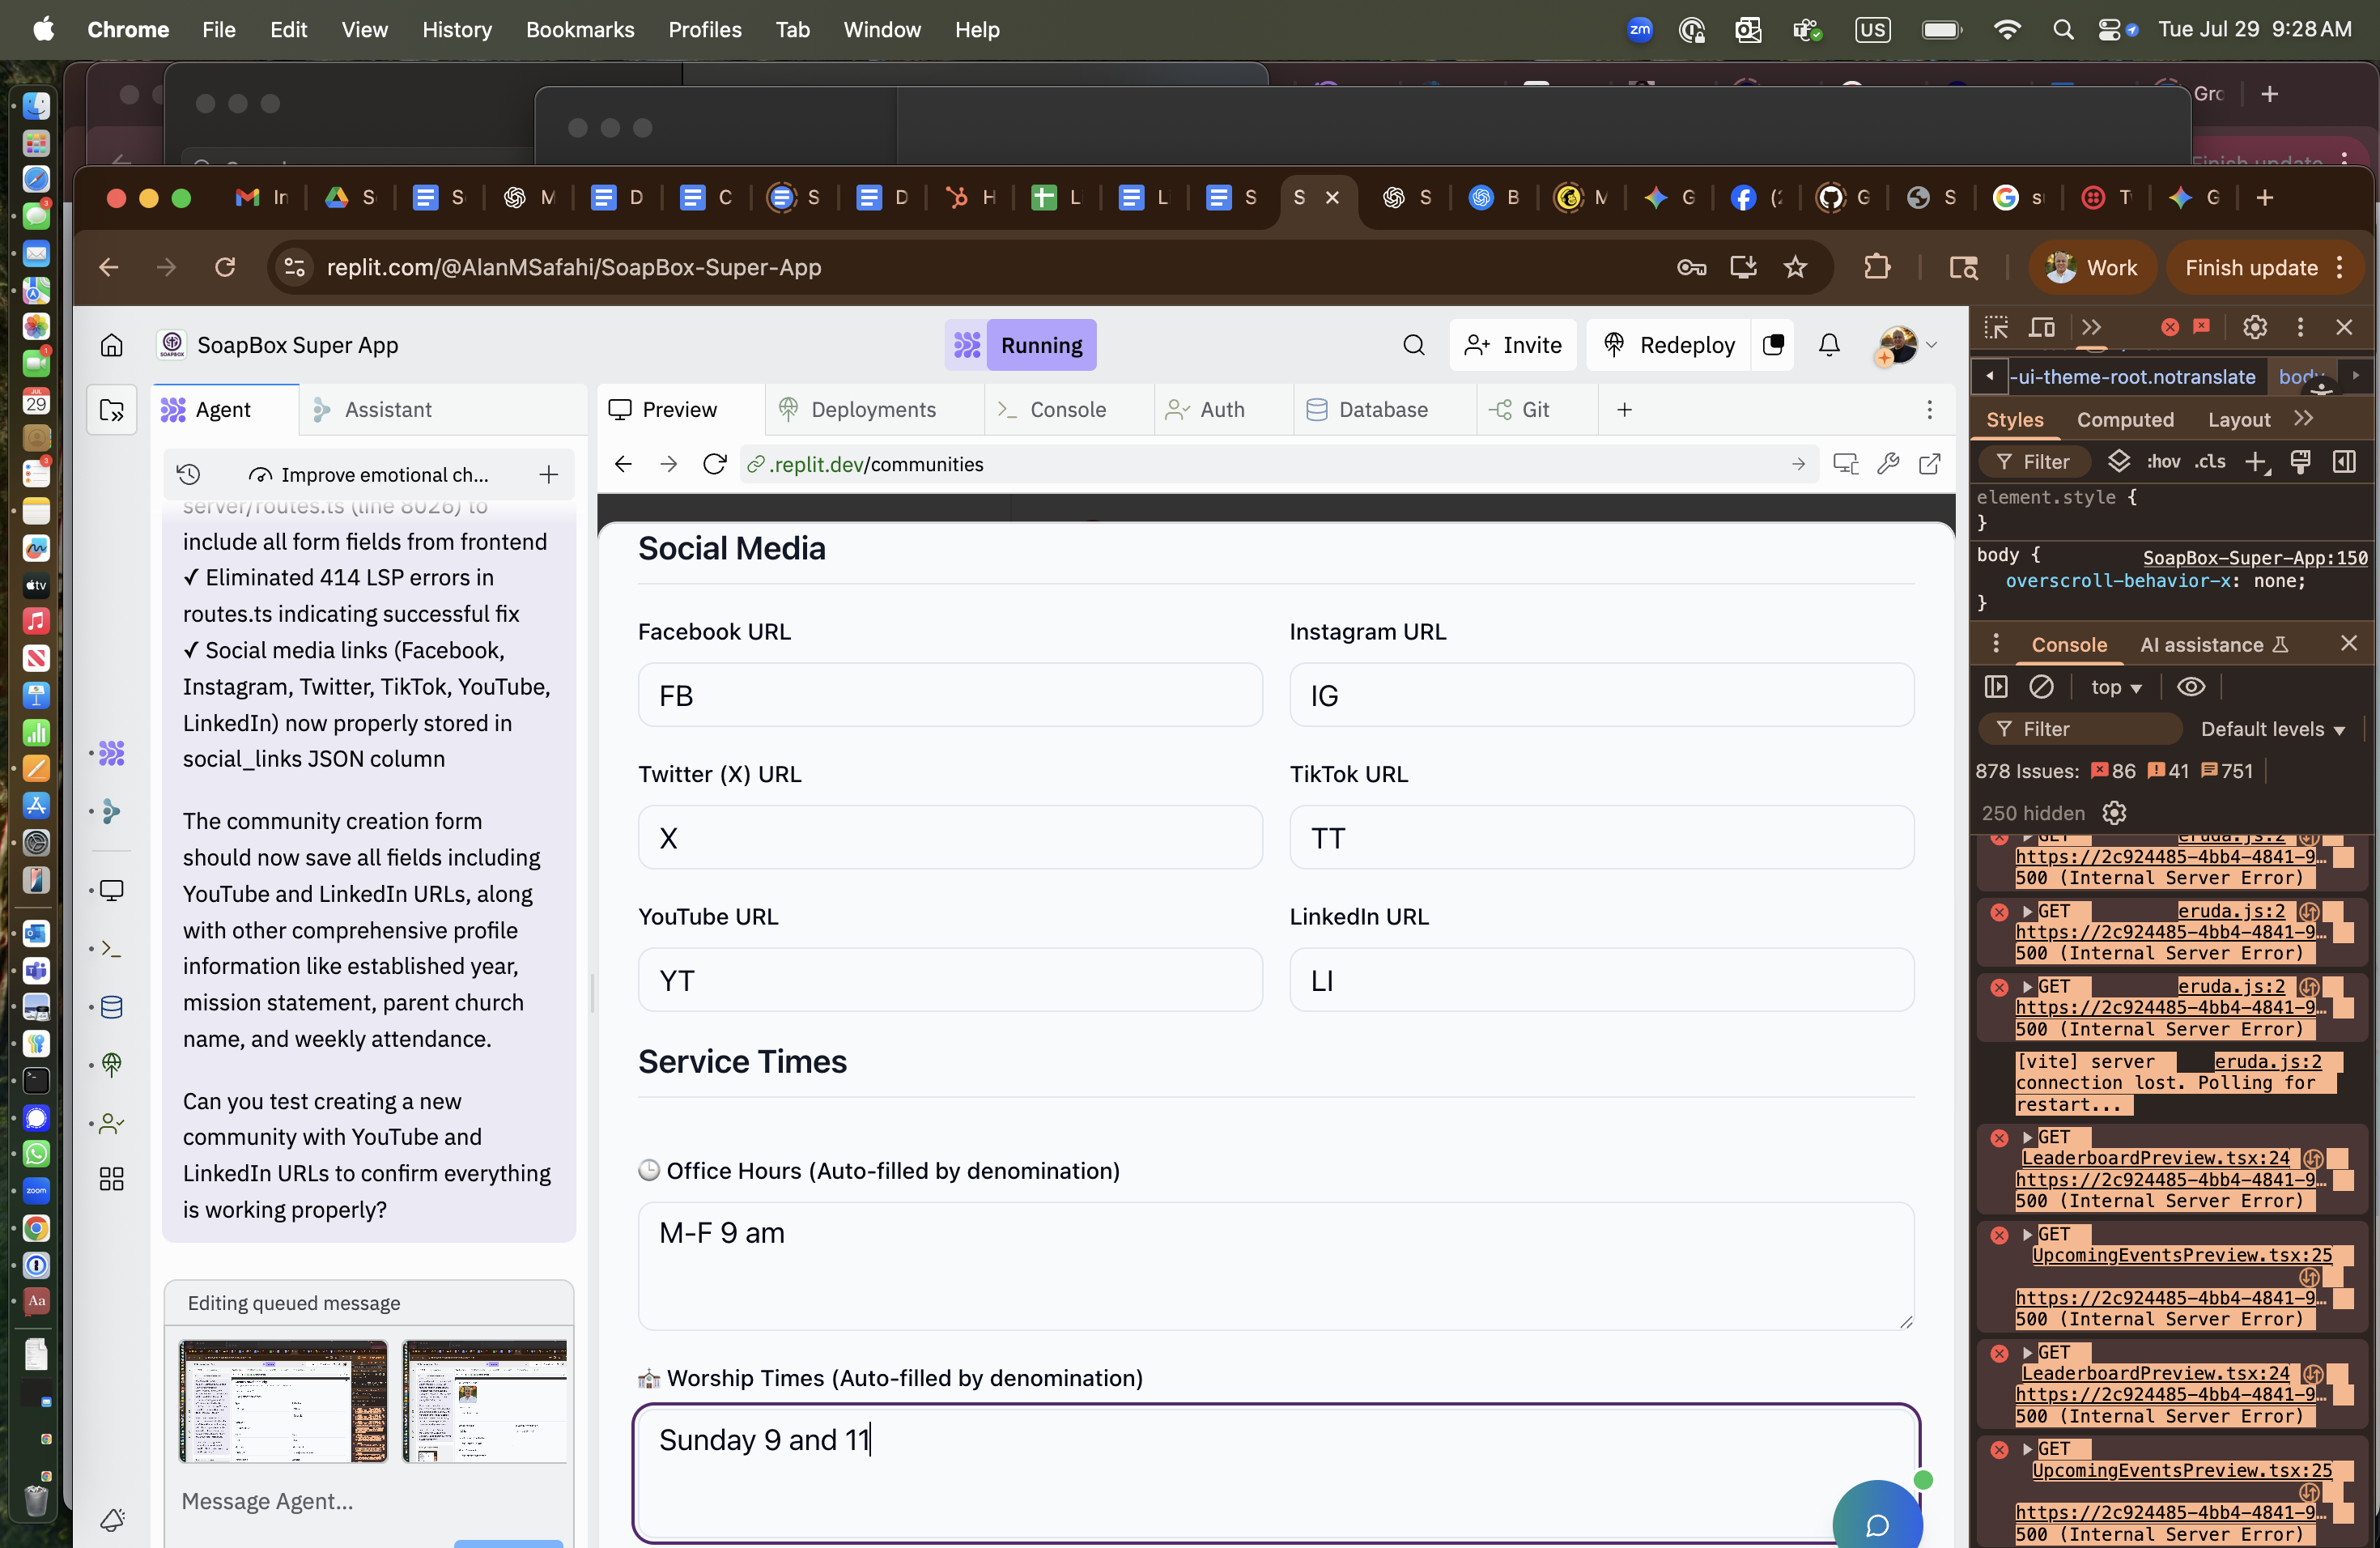 Chrome File Edit View History Bookmarks Profiles Tab Window Help
zm US Tue Jul 29 9:28 AM
Grc
Finish update
In S S M D C S D H L L S S S B M G (2 G S s T G
replit.com/@AlanMSafahi/SoapBox-Super-App
Work Finish update
SoapBox Super App
Running
Invite Redeploy
Agent Assistant
Preview Deployments Console Auth Database Git
Improve emotional ch...
.replit.dev/communities
server/routes.ts (line 8026) to
include all form fields from frontend
✓ Eliminated 414 LSP errors in
routes.ts indicating successful fix
✓ Social media links (Facebook,
Instagram, Twitter, TikTok, YouTube,
LinkedIn) now properly stored in
social_links JSON column
The community creation form
should now save all fields including
YouTube and LinkedIn URLs, along
with other comprehensive profile
information like established year,
mission statement, parent church
name, and weekly attendance.
Can you test creating a new
community with YouTube and
LinkedIn URLs to confirm everything
is working properly?
Editing queued message
Message Agent...
Social Media
Facebook URL Instagram URL
FB IG
Twitter (X) URL TikTok URL
X TT
YouTube URL LinkedIn URL
YT LI
Service Times
Office Hours (Auto-filled by denomination)
M-F 9 am
Worship Times (Auto-filled by denomination)
Sunday 9 and 11
-ui-theme-root.notranslate body
Styles Computed Layout
Filter :hov .cls
element.style {
}
body { SoapBox-Super-App:150
overscroll-behavior-x: none;
}
Console AI assistance
top
Filter Default levels
878 Issues: 86 41 751
250 hidden
GET eruda.js:2
https://2c924485-4bb4-4841-9…
500 (Internal Server Error)
GET eruda.js:2
https://2c924485-4bb4-4841-9…
500 (Internal Server Error)
GET eruda.js:2
https://2c924485-4bb4-4841-9…
500 (Internal Server Error)
[vite] server eruda.js:2
connection lost. Polling for
restart...
GET
LeaderboardPreview.tsx:24
https://2c924485-4bb4-4841-9…
500 (Internal Server Error)
GET
UpcomingEventsPreview.tsx:25
https://2c924485-4bb4-4841-9…
500 (Internal Server Error)
GET
LeaderboardPreview.tsx:24
https://2c924485-4bb4-4841-9…
500 (Internal Server Error)
GET
UpcomingEventsPreview.tsx:25
https://2c924485-4bb4-4841-9…
500 (Internal Server Error)